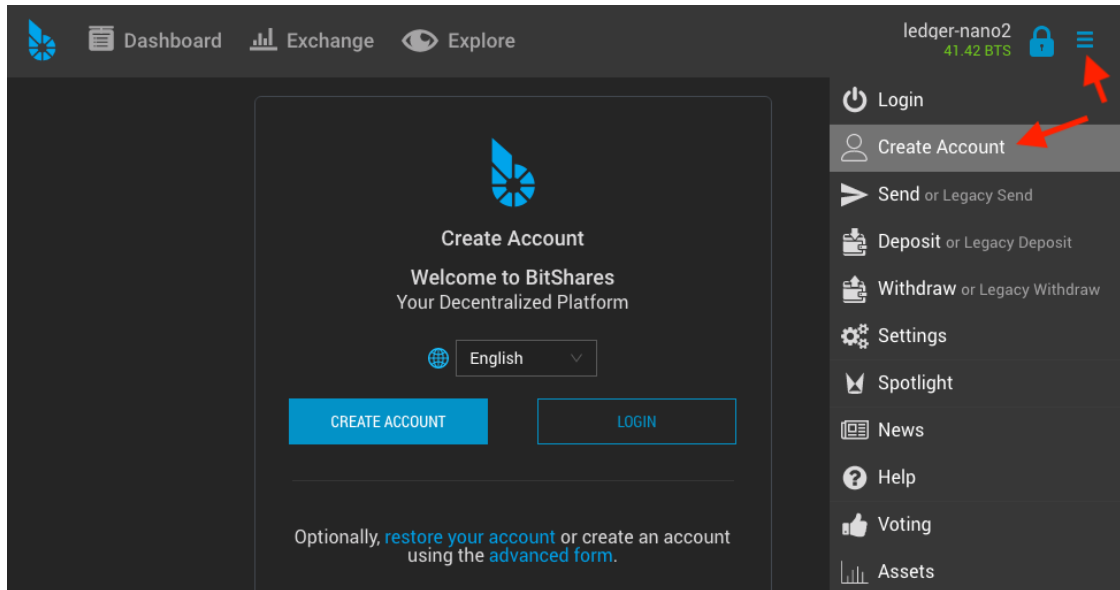 Dashboard
Exchange
Explore
ledger-nano2
41.42 BTS
Login
Create Account
Send or Legacy Send
Deposit or Legacy Deposit
Withdraw or Legacy Withdraw
Settings
Spotlight
News
Help
Voting
Assets
Create Account
Welcome to BitShares
Your Decentralized Platform
English
CREATE ACCOUNT
LOGIN
Optionally, restore your account or create an account
using the advanced form.